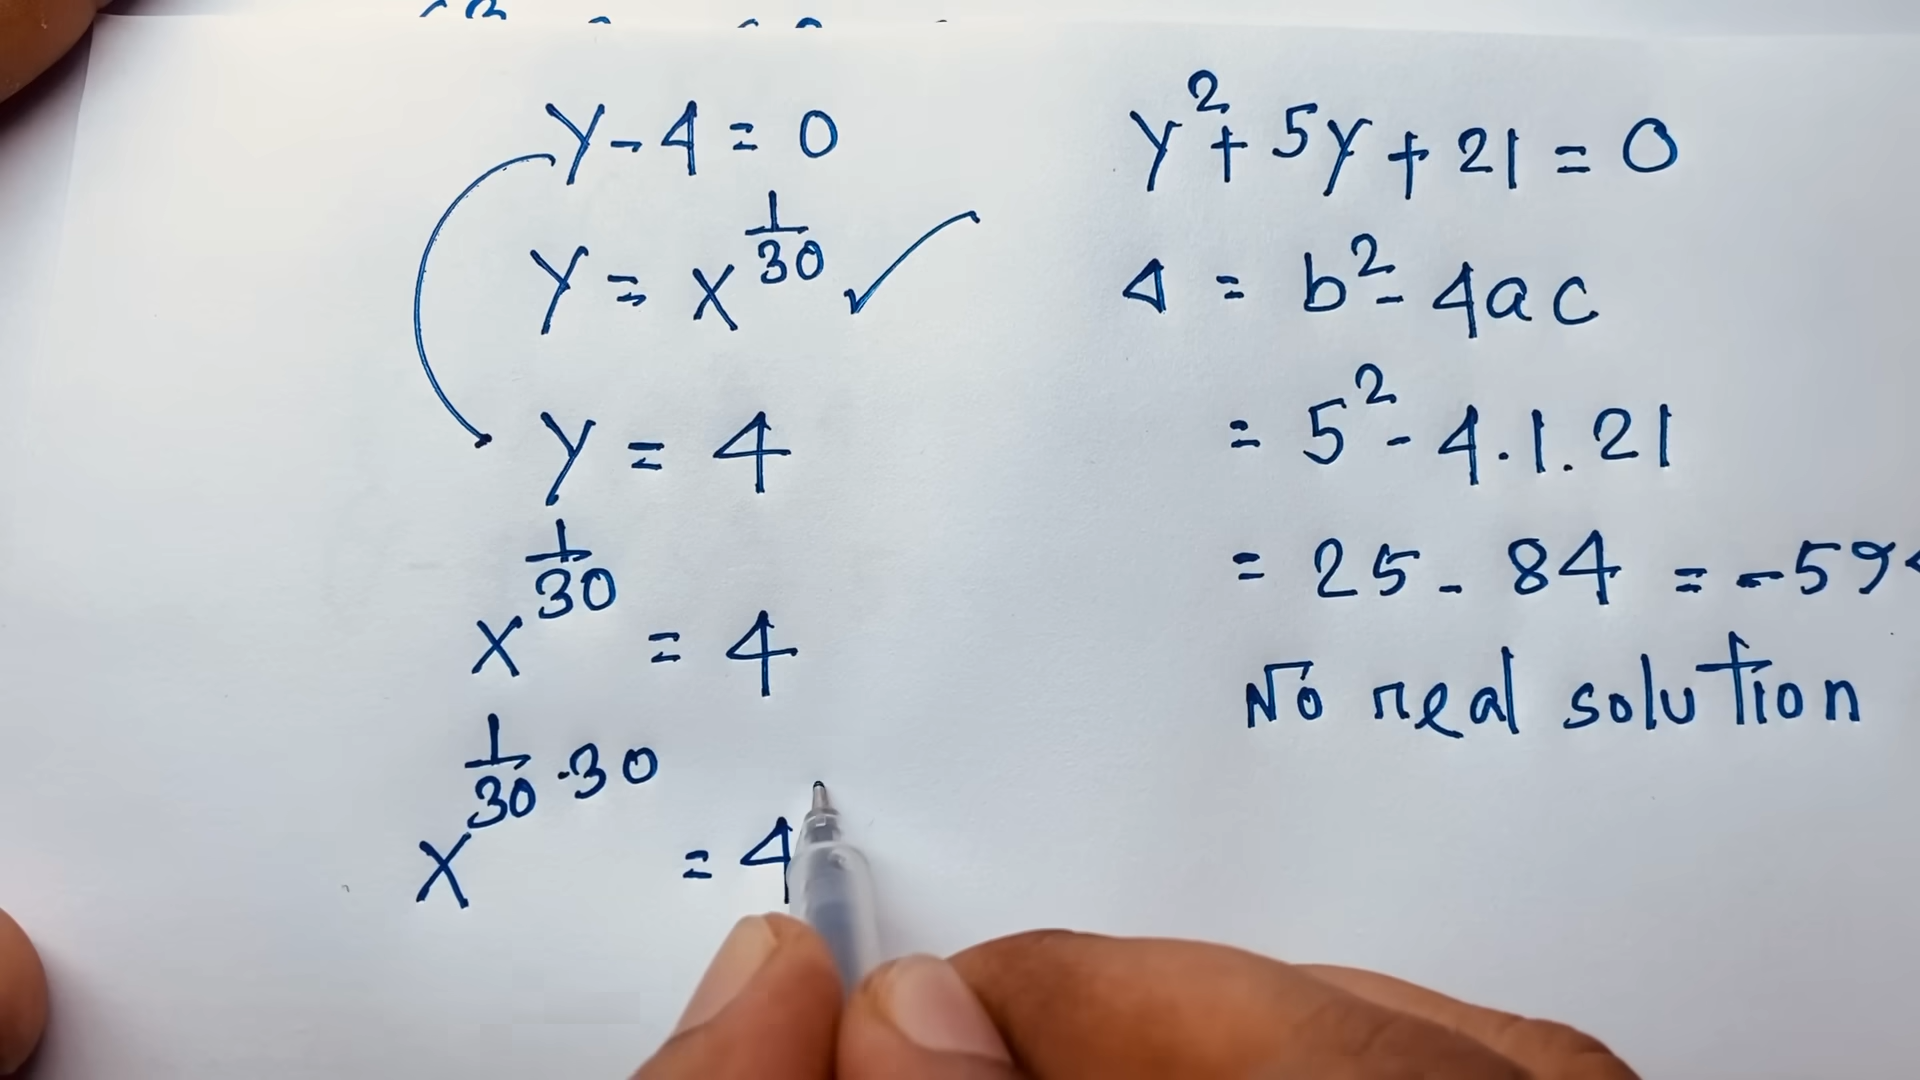 y - 4 = 0
y = x^(1/30) ✓
y = 4
x^(1/30) = 4
x^(1/30 · 30) = 4
y² + 5y + 21 = 0
Δ = b² - 4ac
= 5² - 4.1.21
= 25 - 84 = -59<
No real solution